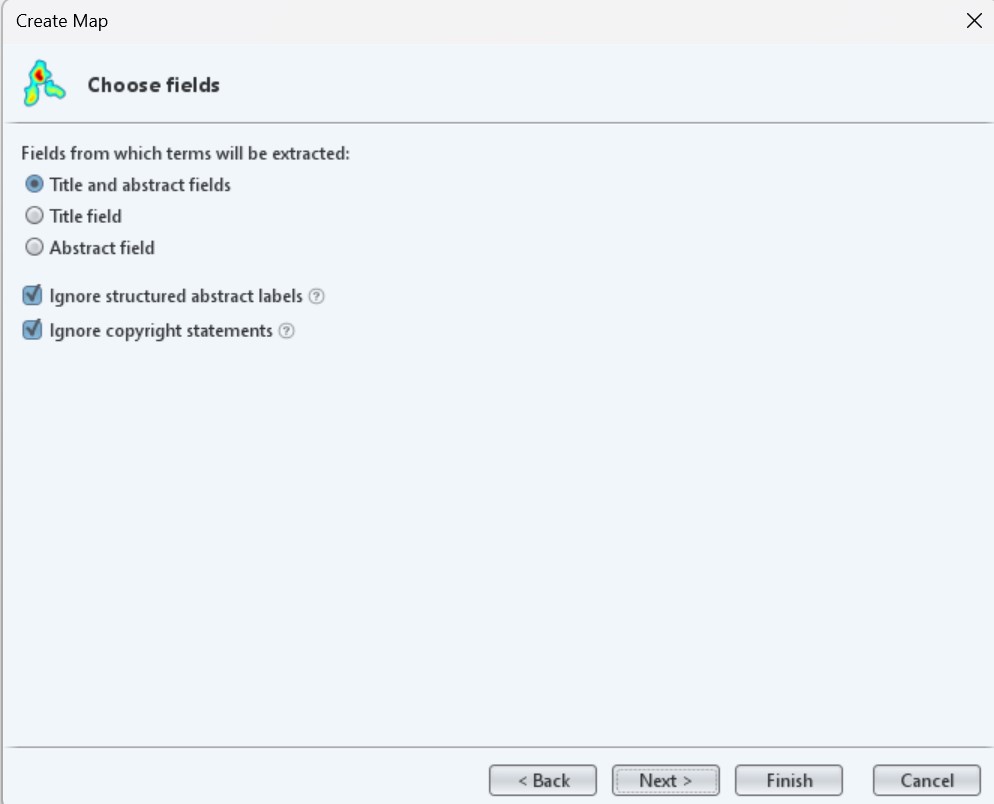 Create Map
Choose fields
Fields from which terms will be extracted:
Title and abstract fields
Title field
Abstract field
Ignore structured abstract labels ?
Ignore copyright statements ?
< Back Next > Finish Cancel